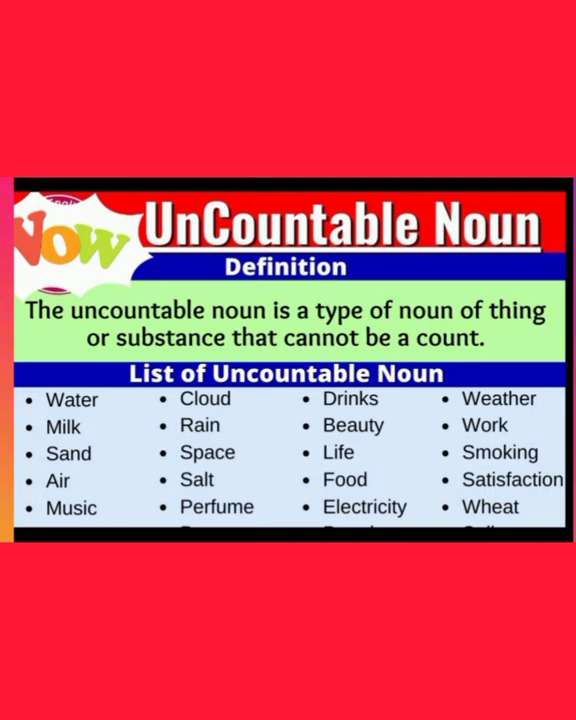 Now
UnCountable Noun
Definition
The uncountable noun is a type of noun of thing
or substance that cannot be a count.
List of Uncountable Noun
• Water
• Milk
• Sand
• Air
• Music
• Cloud
• Rain
• Space
• Salt
• Perfume
• Drinks
• Beauty
• Life
• Food
• Electricity
• Weather
• Work
• Smoking
• Satisfaction
• Wheat